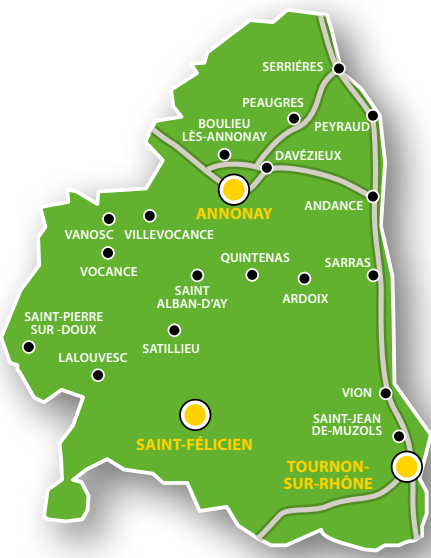 SERRIÉRES
PEAUGRES
BOULIEU
LÈS-ANNONAY
PEYRAUD
DAVÉZIEUX
ANNONAY
ANDANCE
VANOSC
VILLEVOCANCE
VOCANCE
QUINTENAS
SARRAS
SAINT
ALBAN-D'AY
ARDOIX
SAINT-PIERRE
SUR -DOUX
SATILLIEU
LALOUVESC
VION
SAINT-JEAN
DE-MUZOLS
SAINT-FÉLICIEN
TOURNON-
SUR-RHÔNE